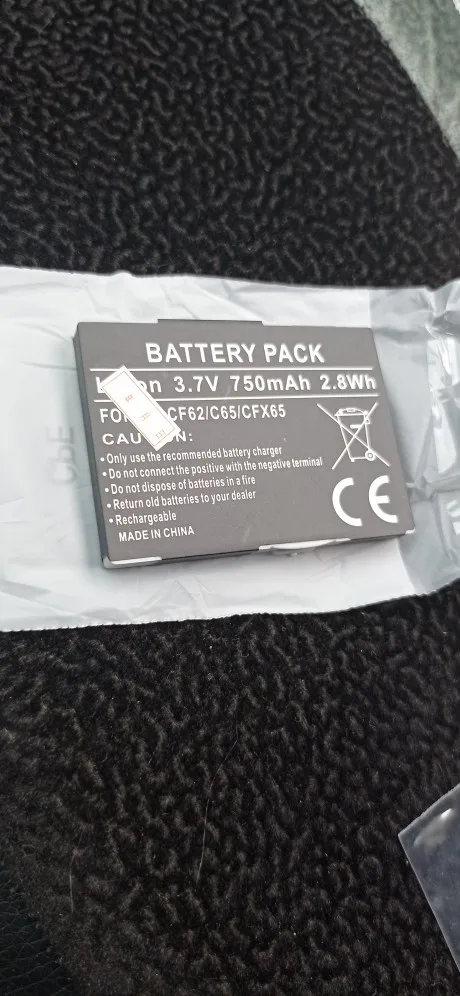 BATTERY PACK
on 3.7V 750mAh 2.8Wh
CF62/C65/CFX65
• Only use the recommended battery charger
• Do not connect the positive with the negative terminal
• Do not dispose of batteries in a fire
• Return old batteries to your dealer
• Rechargeable
MADE IN CHINA
CE